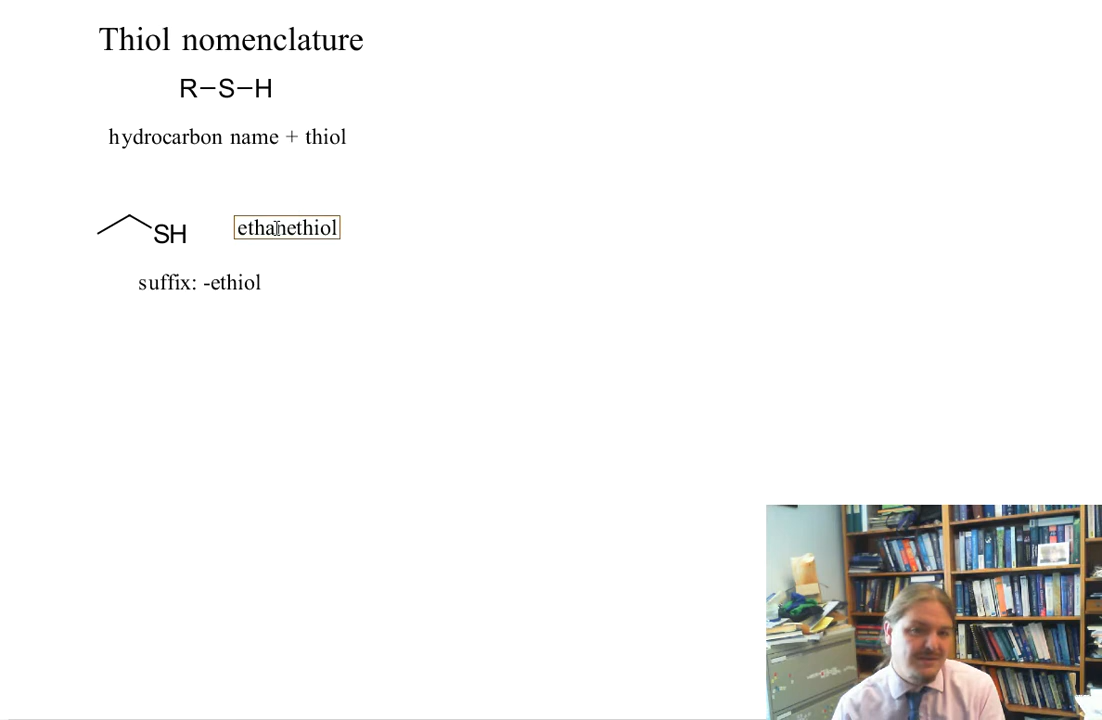 Thiol nomenclature
R–S–H
hydrocarbon name + thiol
SH
ethanethiol
suffix: -ethiol